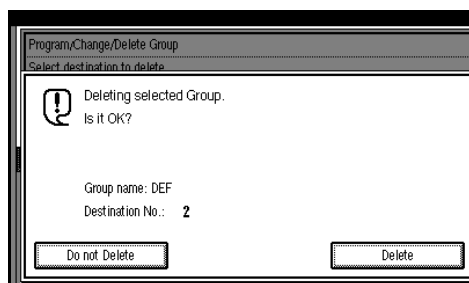 Program/Change/Delete Group
Select destination to delete
Deleting selected Group.
Is it OK?
Group name: DEF
Destination No.: 2
Do not Delete
Delete